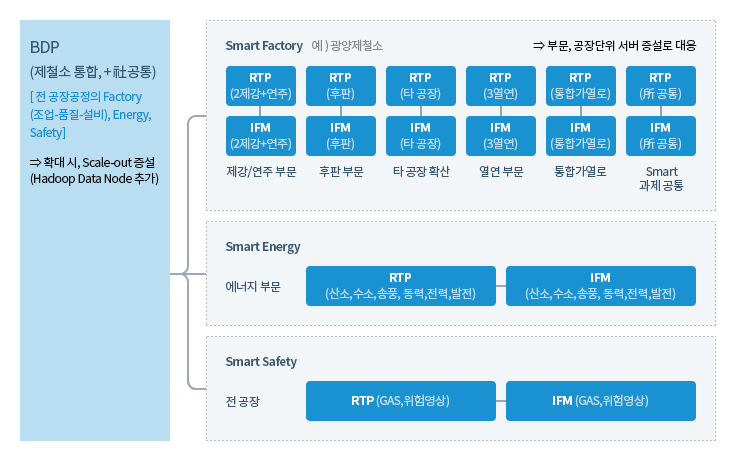 BDP
(제철소 통합, + 社공통)
[ 전 공장공정의 Factory
(조업-품질-설비), Energy,
Safety]
⇒ 확대 시, Scale-out 증설
(Hadoop Data Node 추가)
Smart Factory 예 ) 광양제철소
⇒ 부문, 공장단위 서버 증설로 대응
RTP
(2제강+연주)
RTP
(후판)
RTP
(타 공장)
RTP
(3열연)
RTP
(통합가열로)
RTP
(所 공통)
IFM
(2제강+연주)
IFM
(후판)
IFM
(타 공장)
IFM
(3열연)
IFM
(통합가열로)
IFM
(所 공통)
제강/연주 부문
후판 부문
타 공장 확산
열연 부문
통합가열로
Smart
과제 공통
Smart Energy
에너지 부문
RTP
(산소,수소,송풍, 동력,전력,발전)
IFM
(산소,수소,송풍, 동력,전력,발전)
Smart Safety
전 공장
RTP (GAS,위험영상)
IFM (GAS,위험영상)